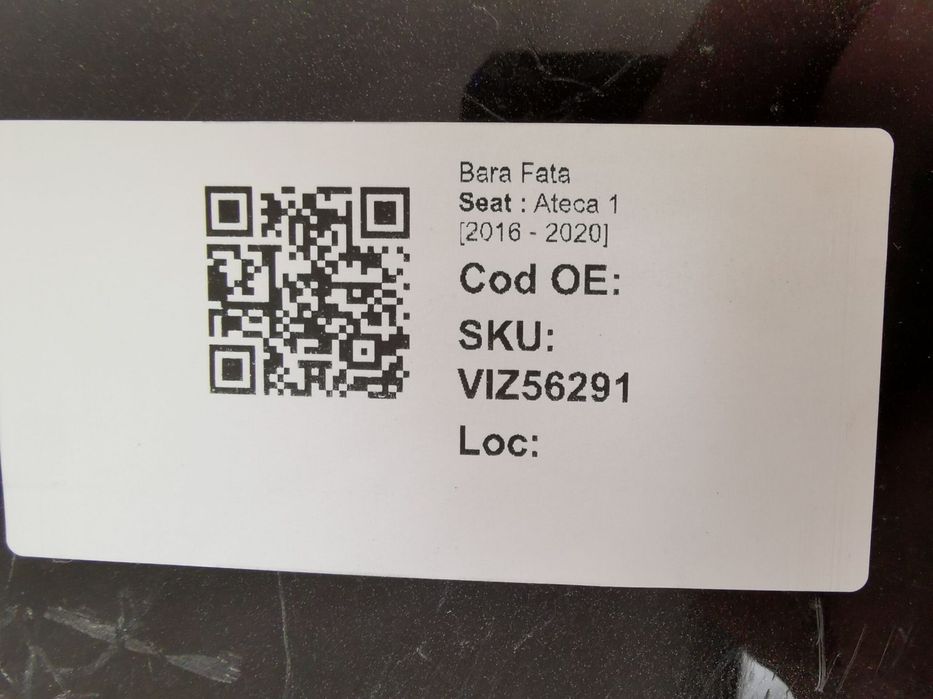 Bara Fata
Seat : Ateca 1
[2016 - 2020]
Cod OE:
SKU:
VIZ56291
Loc: